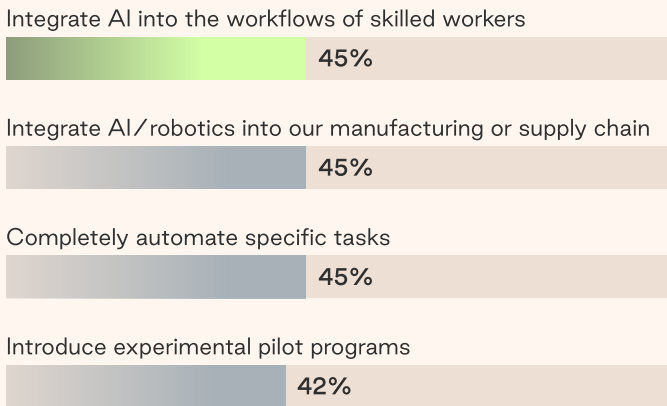 Integrate AI into the workflows of skilled workers
45%
Integrate AI/robotics into our manufacturing or supply chain
45%
Completely automate specific tasks
45%
Introduce experimental pilot programs
42%